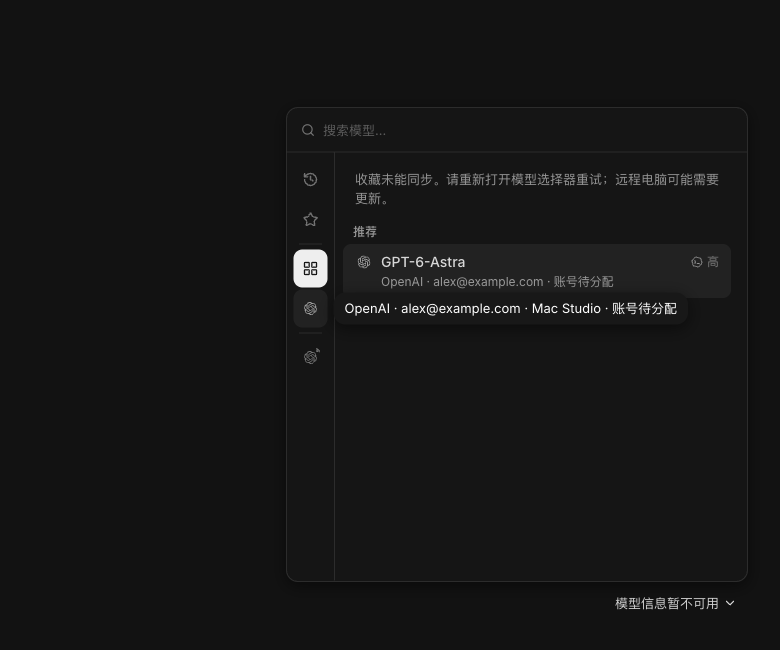 搜索模型...
收藏未能同步。请重新打开模型选择器重试；远程电脑可能需要
更新。
推荐
GPT-6-Astra
高
OpenAI · alex@example.com · 账号待分配
OpenAI · alex@example.com · Mac Studio · 账号待分配
模型信息暂不可用